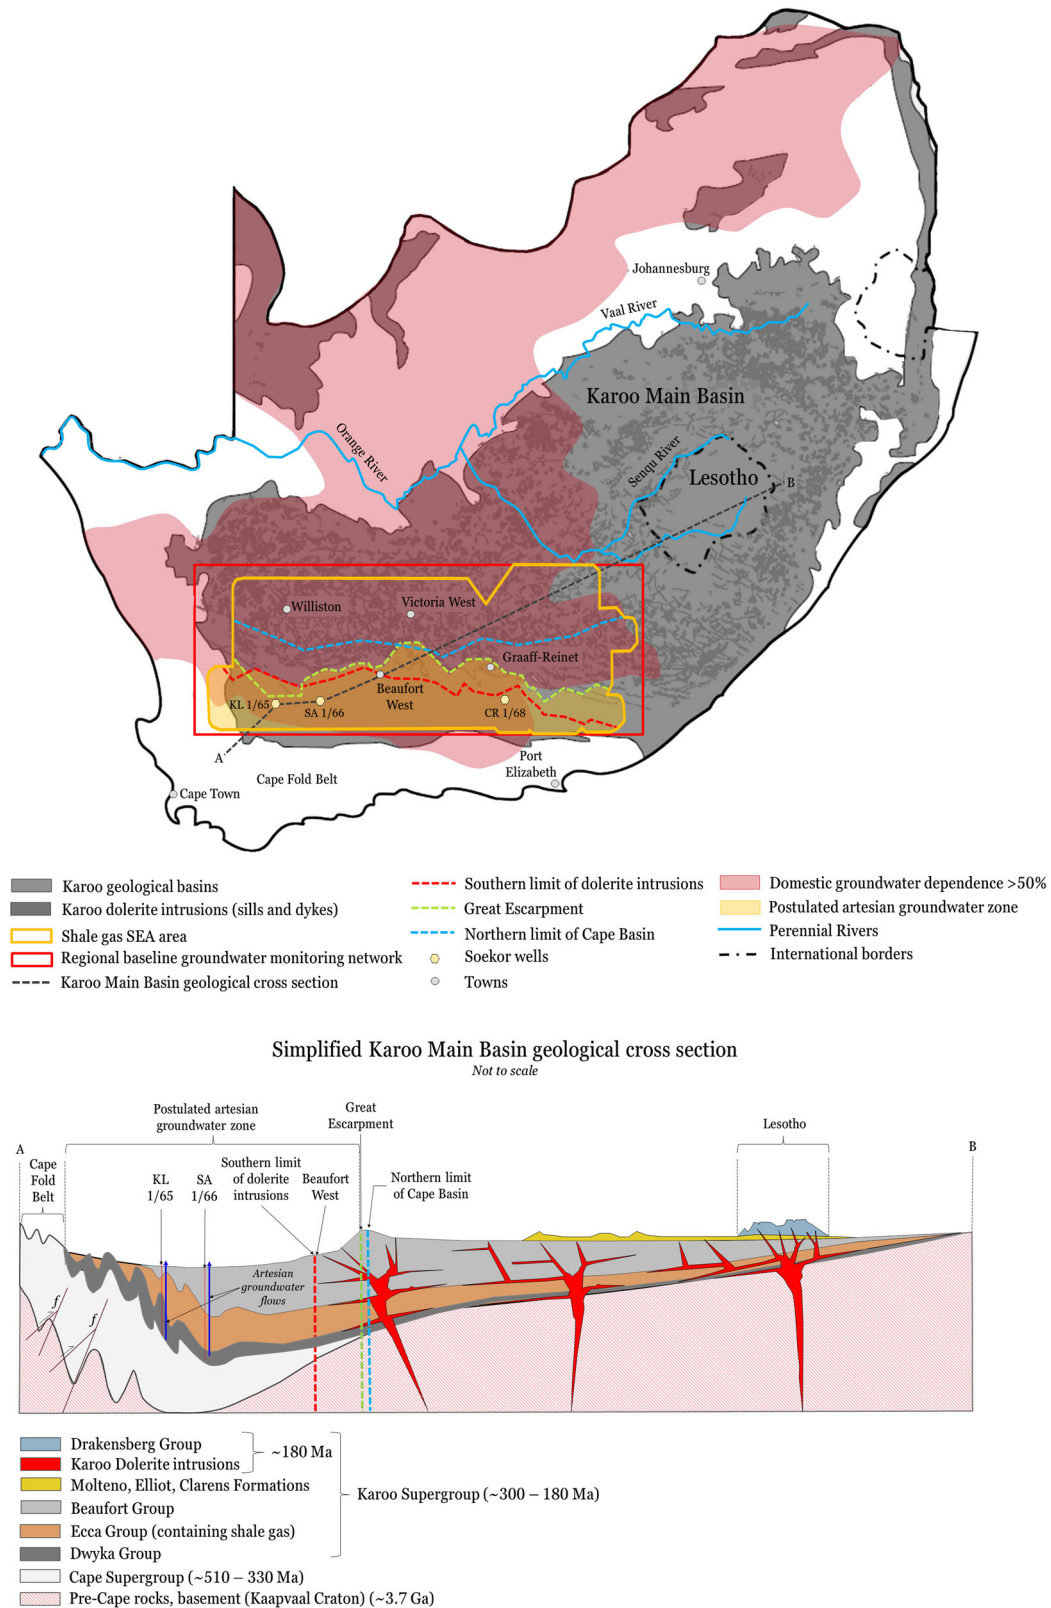 Johannesburg
Vaal River
Karoo Main Basin
Orange River
Senqu River
Lesotho
B
Williston
Victoria West
Graaff-Reinet
Beaufort
West
KL 1/65
SA 1/66
CR 1/68
A
Cape Fold Belt
Port
Elizabeth
Cape Town
Karoo geological basins
Karoo dolerite intrusions (sills and dykes)
Shale gas SEA area
Regional baseline groundwater monitoring network
Karoo Main Basin geological cross section
Southern limit of dolerite intrusions
Great Escarpment
Northern limit of Cape Basin
Soekor wells
Towns
Domestic groundwater dependence >50%
Postulated artesian groundwater zone
Perennial Rivers
International borders
Simplified Karoo Main Basin geological cross section
Not to scale
Postulated artesian
groundwater zone
Great
Escarpment
Lesotho
A
B
Cape
Fold
Belt
KL
1/65
SA
1/66
Southern limit
of dolerite
intrusions
Beaufort
West
Northern limit
of Cape Basin
Artesian
groundwater
flows
f
f
Drakensberg Group
Karoo Dolerite intrusions
~180 Ma
Molteno, Elliot, Clarens Formations
Beaufort Group
Karoo Supergroup (~300 – 180 Ma)
Ecca Group (containing shale gas)
Dwyka Group
Cape Supergroup (~510 – 330 Ma)
Pre-Cape rocks, basement (Kaapvaal Craton) (~3.7 Ga)